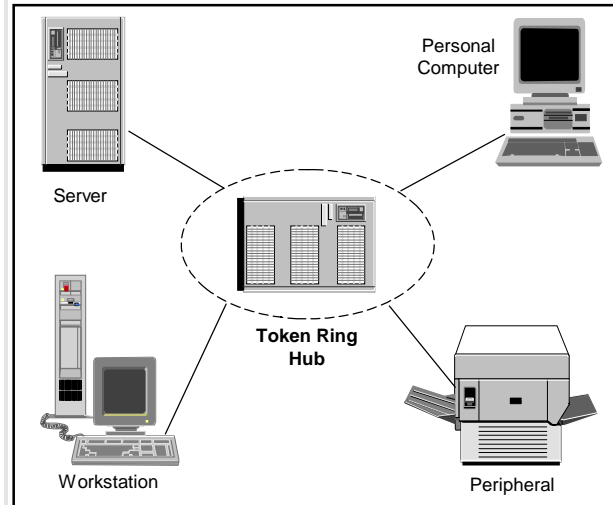 Personal
Computer
Server
Token Ring
Hub
Workstation
Peripheral